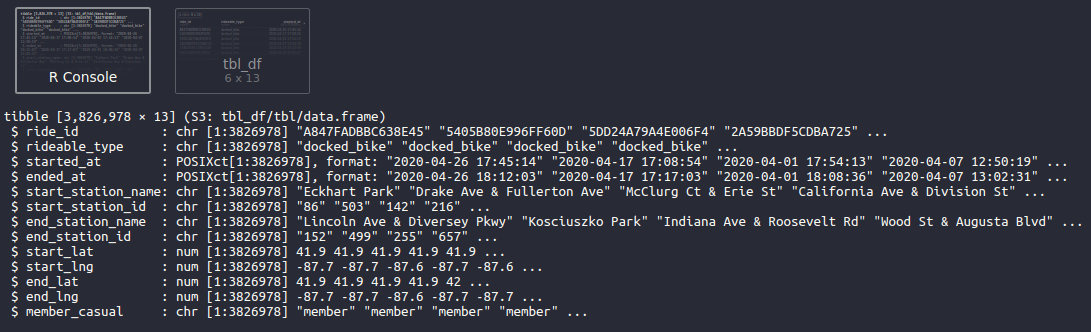 R Console
tbl_df
6 x 13
tibble [3,826,978 × 13] (S3: tbl_df/tbl/data.frame)
$ ride_id : chr [1:3826978] "A847FADBBC638E45" "5405B80E996FF60D" "5DD24A79A4E006F4" "2A59BBDF5CDBA725" ...
$ rideable_type : chr [1:3826978] "docked_bike" "docked_bike" "docked_bike" "docked_bike" ...
$ started_at : POSIXct[1:3826978], format: "2020-04-26 17:45:14" "2020-04-17 17:08:54" "2020-04-01 17:54:13" "2020-04-07 12:50:19" ...
$ ended_at : POSIXct[1:3826978], format: "2020-04-26 18:12:03" "2020-04-17 17:17:03" "2020-04-01 18:08:36" "2020-04-07 13:02:31" ...
$ start_station_name: chr [1:3826978] "Eckhart Park" "Drake Ave & Fullerton Ave" "McClurg Ct & Erie St" "California Ave & Division St" ...
$ start_station_id : chr [1:3826978] "86" "503" "142" "216" ...
$ end_station_name : chr [1:3826978] "Lincoln Ave & Diversey Pkwy" "Kosciuszko Park" "Indiana Ave & Roosevelt Rd" "Wood St & Augusta Blvd" ...
$ end_station_id : chr [1:3826978] "152" "499" "255" "657" ...
$ start_lat : num [1:3826978] 41.9 41.9 41.9 41.9 41.9 ...
$ start_lng : num [1:3826978] -87.7 -87.7 -87.6 -87.7 -87.6 ...
$ end_lat : num [1:3826978] 41.9 41.9 41.9 41.9 42 ...
$ end_lng : num [1:3826978] -87.7 -87.7 -87.6 -87.7 -87.7 ...
$ member_casual : chr [1:3826978] "member" "member" "member" "member" ...